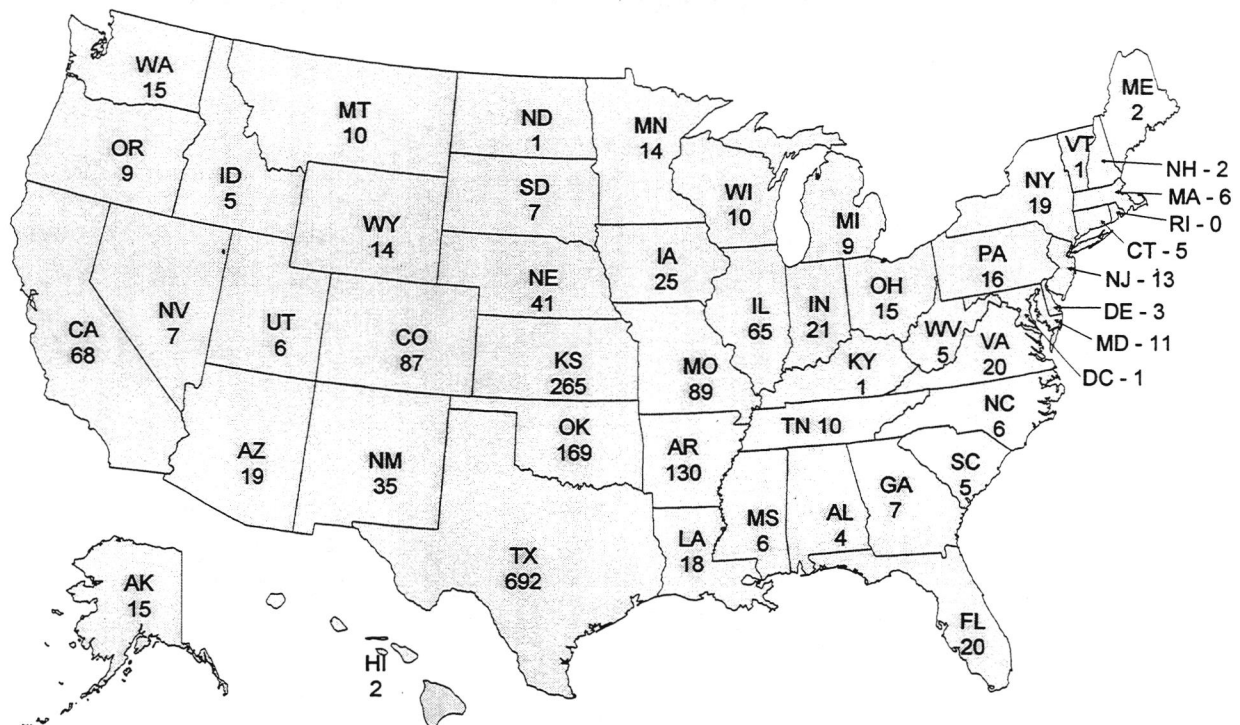 WA
15
OR
9
CA
68
ID
5
NV
7
MT
10
WY
14
UT
6
AZ
19
CO
87
NM
35
ND
1
SD
7
NE
41
KS
265
OK
169
TX
692
MN
14
IA
25
MO
89
AR
130
LA
18
WI
10
IL
65
MI
9
IN
21
OH
15
KY
1
TN 10
MS
6
AL
4
GA
7
FL
20
SC
5
NC
6
VA
20
WV
5
PA
16
NY
19
VT
1
ME
2
NH - 2
MA - 6
RI - 0
CT - 5
NJ - 13
DE - 3
MD - 11
DC - 1
AK
15
HI
2